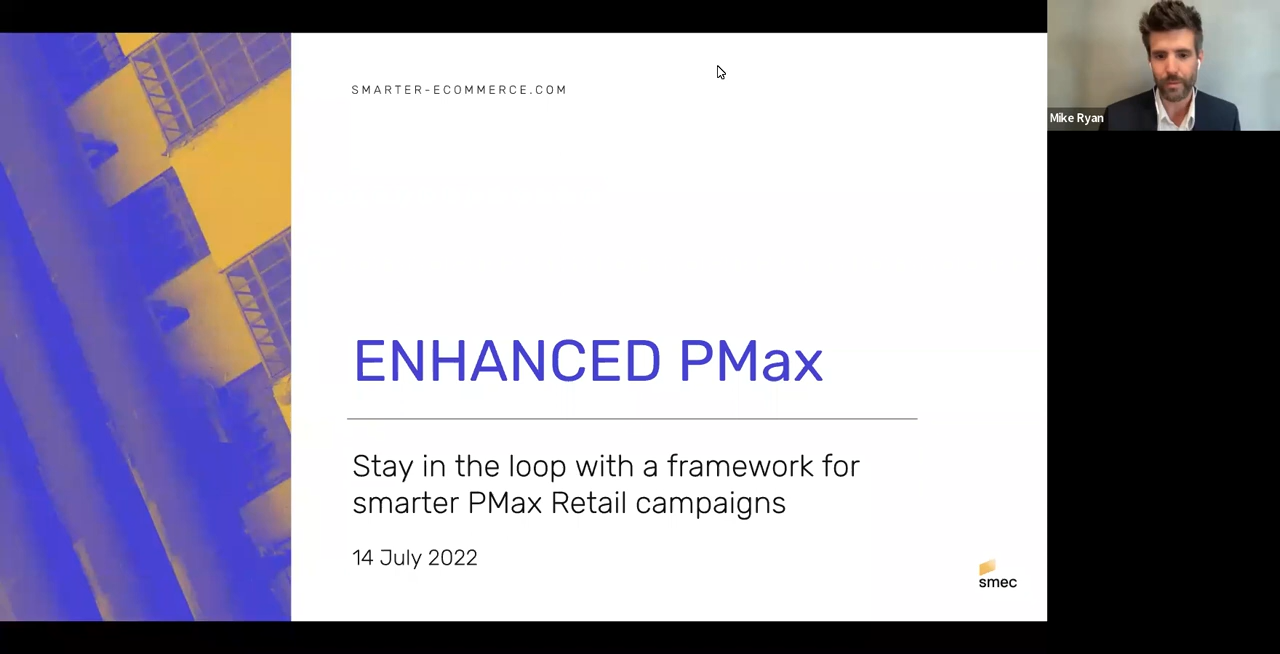 SMARTER-ECOMMERCE.COM
Mike Ryan
ENHANCED PMax
Stay in the loop with a framework for
smarter PMax Retail campaigns
14 July 2022
smec